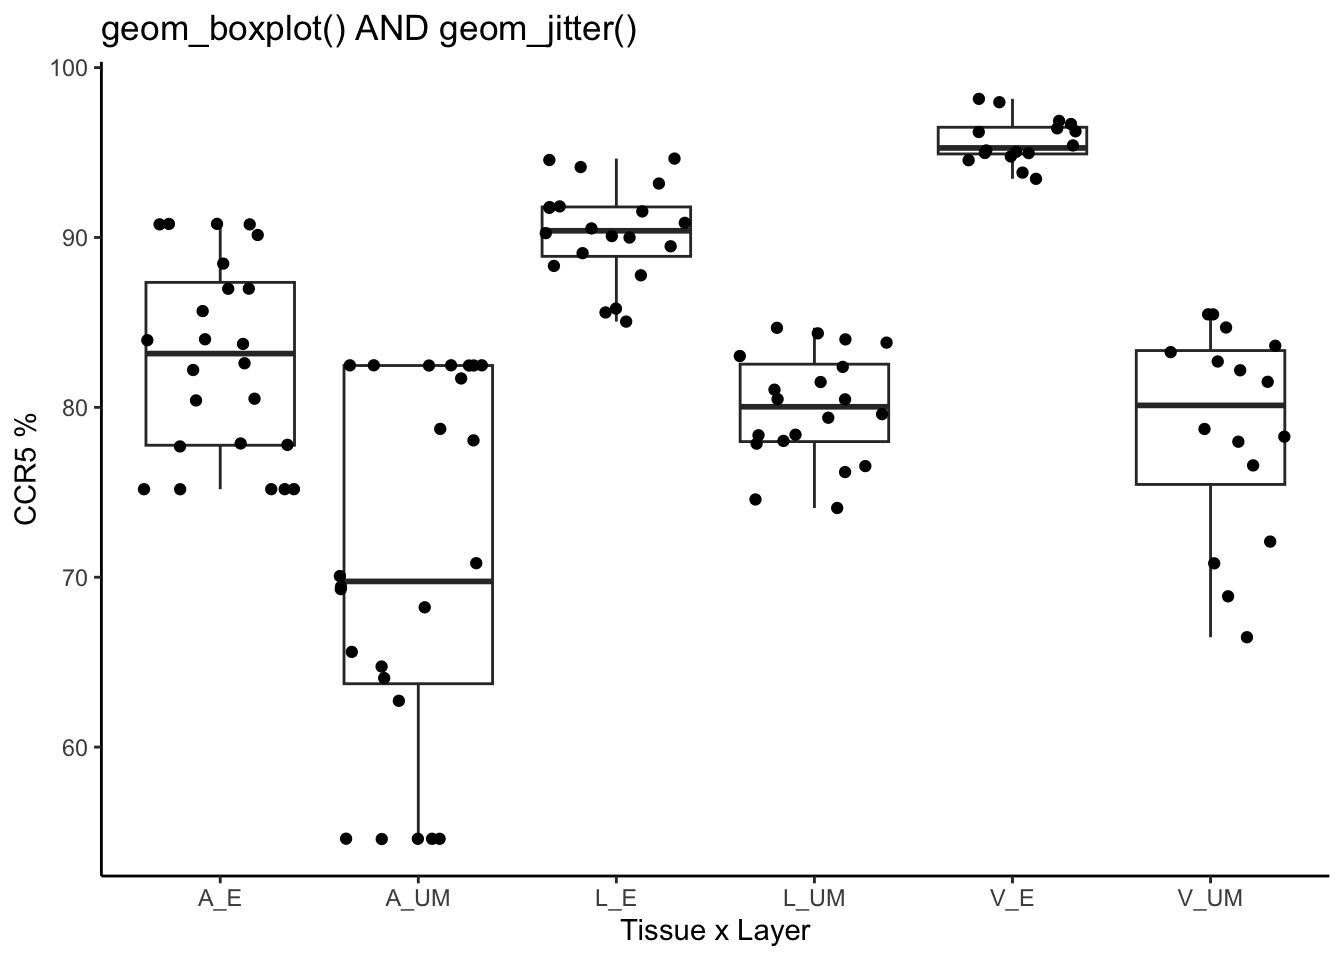 geom_boxplot() AND geom_jitter()
100
90
80
70
60
CCR5 %
A_E A_UM L_E L_UM V_E V_UM
Tissue x Layer